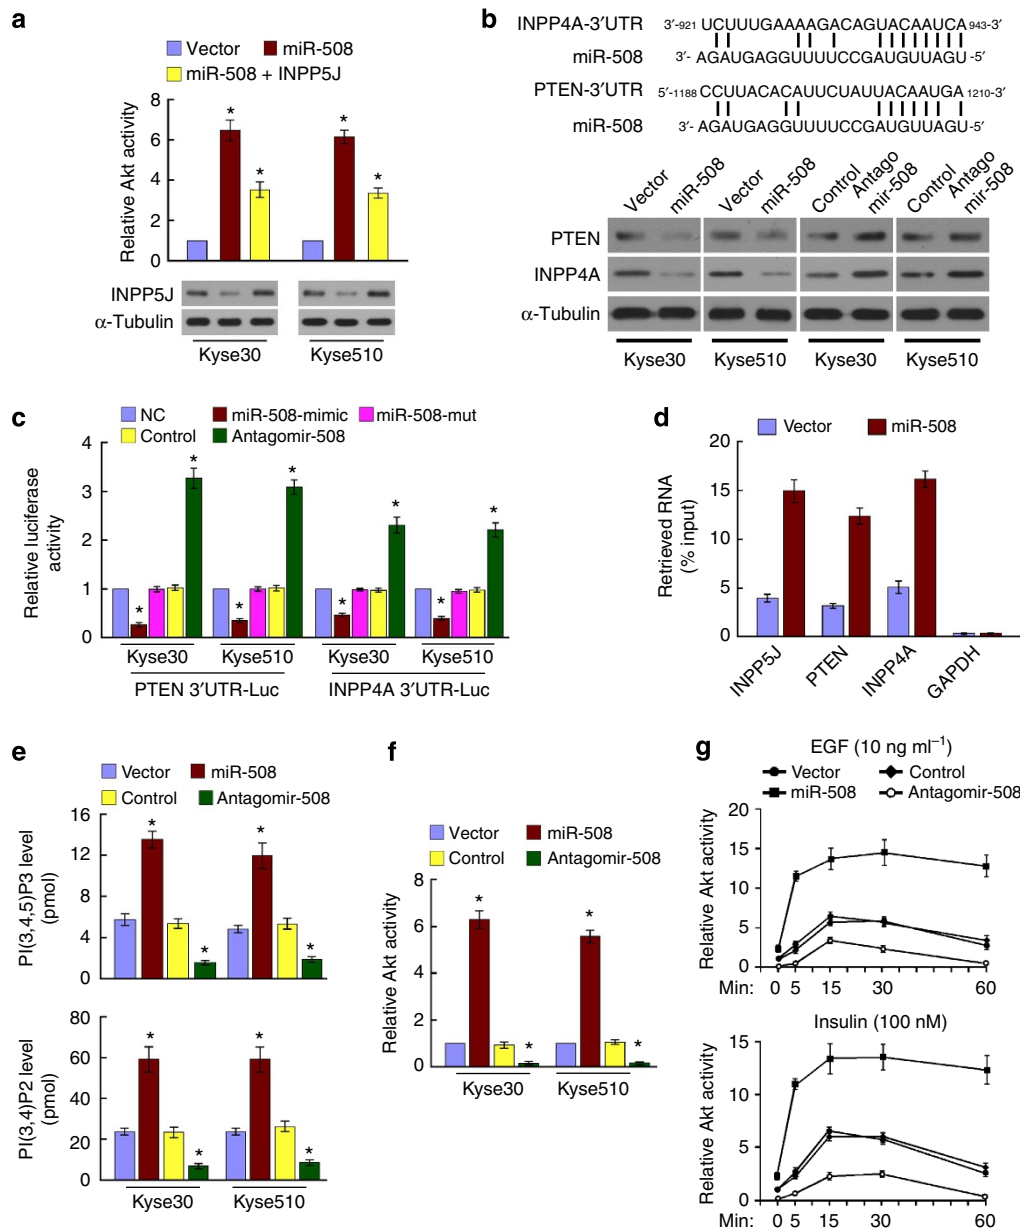 a
Vector
miR-508
miR-508 + INPP5J
Relative Akt activity
8
6
4
2
0
*
*
*
*
INPP5J
α-Tubulin
Kyse30
Kyse510
b
INPP4A-3′UTR 3′-921 UCUUUGAAAAGACAGUACAAUCA 943-3′
miR-508 3′- AGAUGAGGUUUUCCGAUGUUAGU -5′
PTEN-3′UTR 5′-1188 CCUUACACAUUCUAUUACAAUGA 1210-3′
miR-508 3′- AGAUGAGGUUUUCCGAUGUUAGU -5′
Vector
miR-508
Vector
miR-508
Control
Antago mir-508
Control
Antago mir-508
PTEN
INPP4A
α-Tubulin
Kyse30
Kyse510
Kyse30
Kyse510
c
NC
miR-508-mimic
miR-508-mut
Control
Antagomir-508
Relative luciferase activity
4
3
2
1
0
*
*
*
*
*
*
*
*
Kyse30
Kyse510
Kyse30
Kyse510
PTEN 3′UTR-Luc
INPP4A 3′UTR-Luc
d
Vector
miR-508
Retrieved RNA (% input)
20
15
10
5
0
INPP5J
PTEN
INPP4A
GAPDH
e
Vector
miR-508
Control
Antagomir-508
PI(3,4,5)P3 level (pmol)
16
12
8
4
0
*
*
*
*
PI(3,4)P2 level (pmol)
80
60
40
20
0
*
*
*
*
Kyse30
Kyse510
f
Vector
miR-508
Control
Antagomir-508
Relative Akt activity
8
6
4
2
0
*
*
*
*
Kyse30
Kyse510
g
EGF (10 ng ml⁻¹)
Vector
Control
miR-508
Antagomir-508
Relative Akt activity
20
15
10
5
0
Min: 0 5 15 30 60
Insulin (100 nM)
Relative Akt activity
15
10
5
0
Min: 0 5 15 30 60